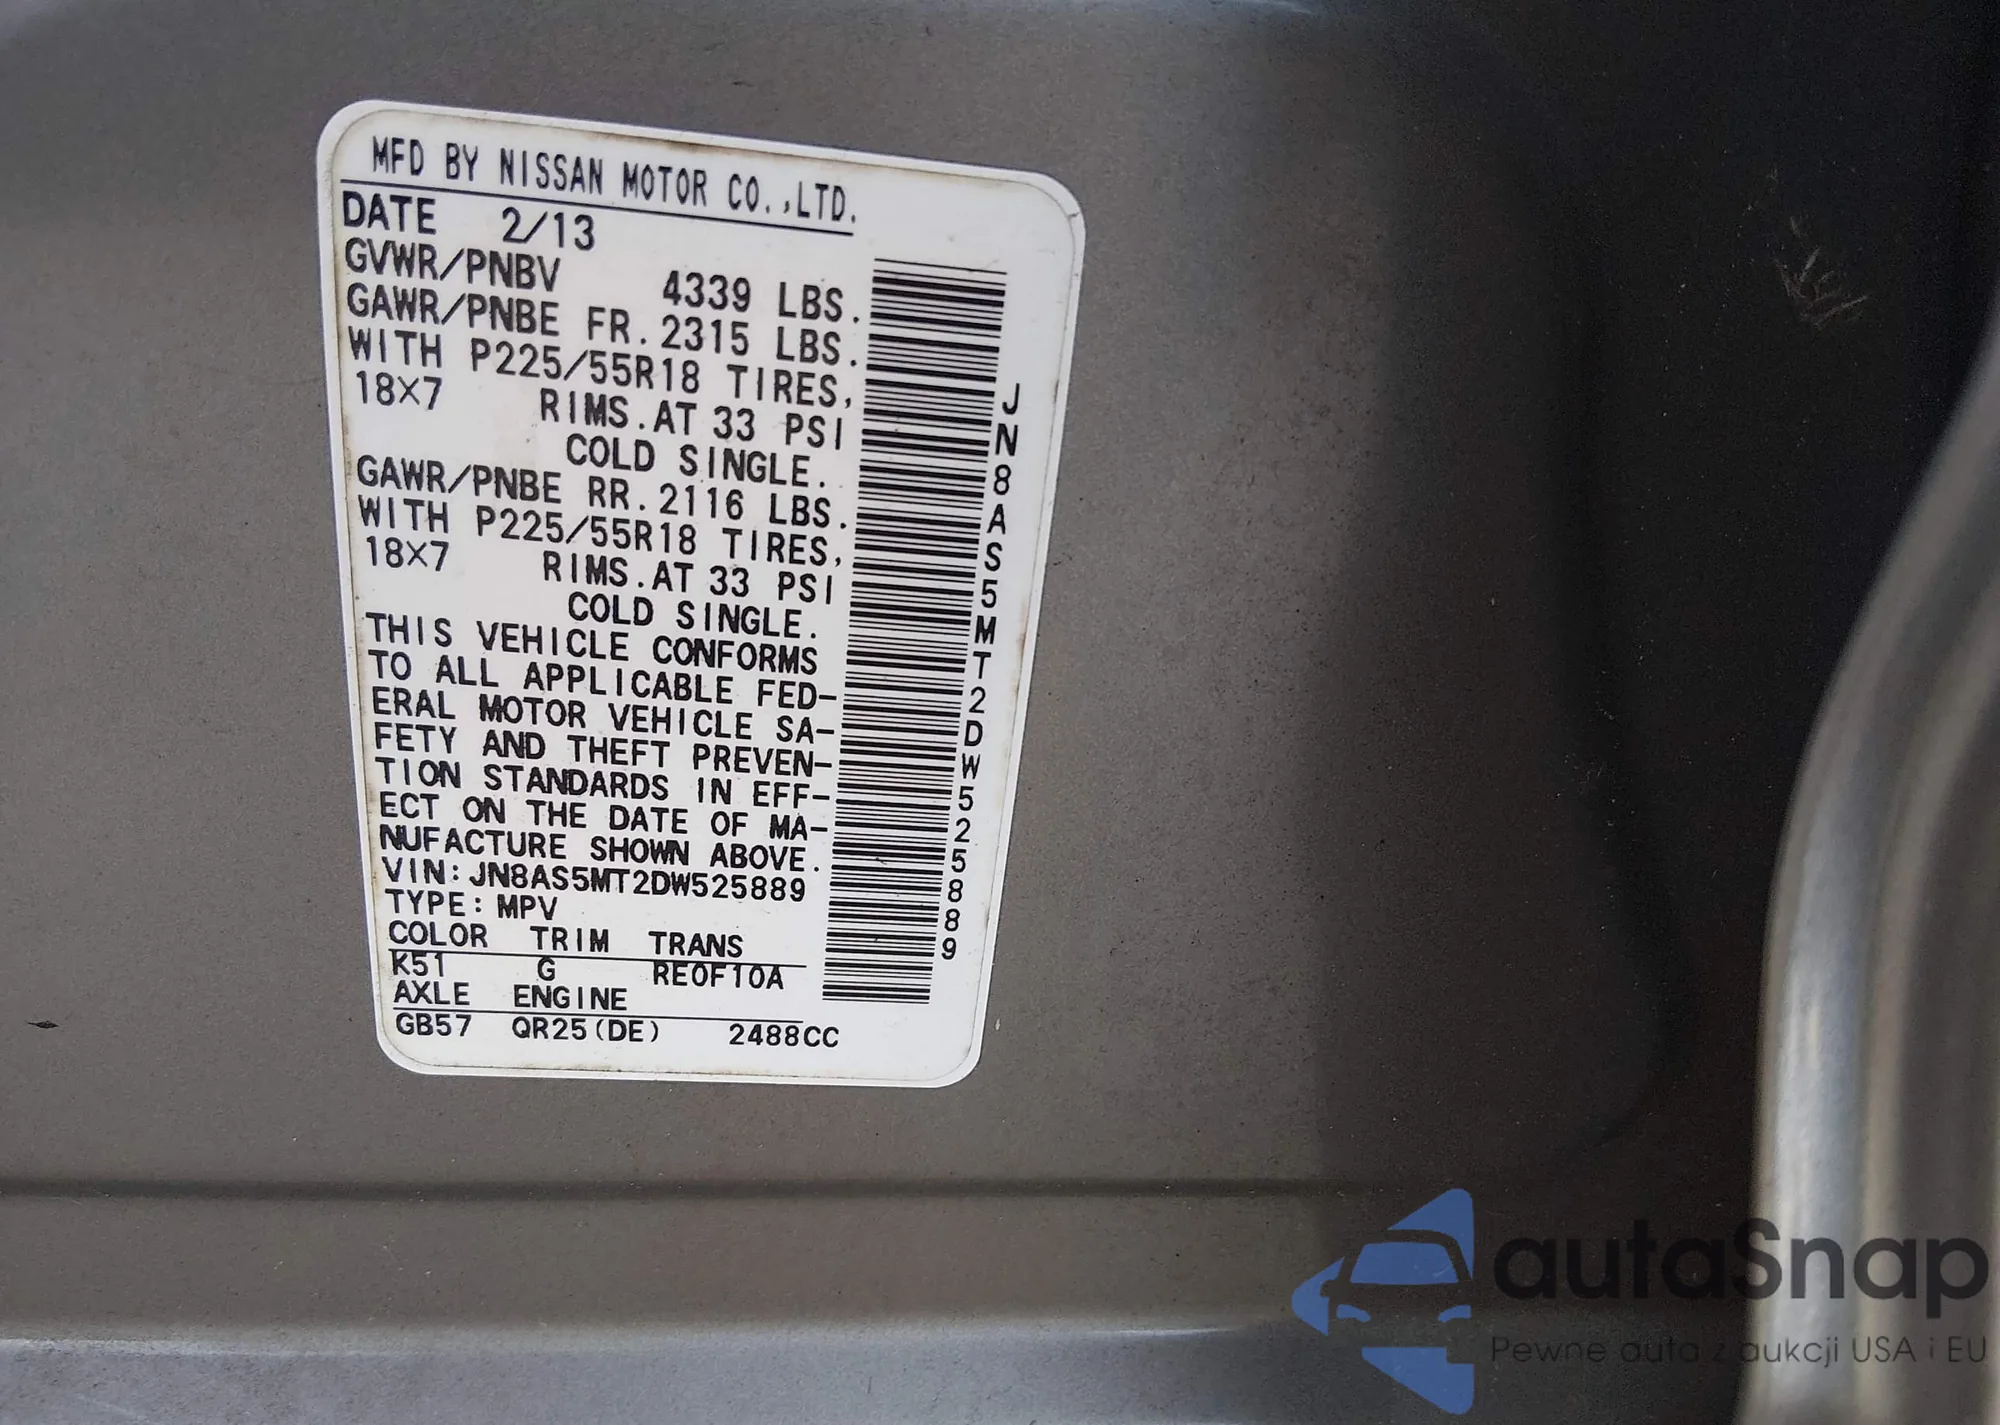 MFD BY NISSAN MOTOR CO.,LTD.
DATE 2/13
GVWR/PNBV 4339 LBS.
GAWR/PNBE FR. 2315 LBS.
WITH P225/55R18 TIRES,
18X7 RIMS. AT 33 PSI
COLD SINGLE.
GAWR/PNBE RR. 2116 LBS.
WITH P225/55R18 TIRES,
18X7 RIMS. AT 33 PSI
COLD SINGLE.
THIS VEHICLE CONFORMS
TO ALL APPLICABLE FED-
ERAL MOTOR VEHICLE SA-
FETY AND THEFT PREVEN-
TION STANDARDS IN EFF-
ECT ON THE DATE OF MA-
NUFACTURE SHOWN ABOVE.
VIN: JN8AS5MT2DW525889
TYPE: MPV
COLOR TRIM TRANS
K51 G RE0F10A
AXLE ENGINE
GB57 QR25(DE) 2488CC
JN8AS5MT2DW525889
autaSnap
Pewne auta z aukcji USA i EU